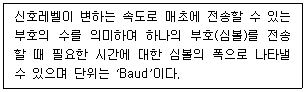 신호레벨이 변하는 속도로 매초에 전송할 수 있는
부호의 수를 의미하여 하나의 부호(심볼)를 전송
할 때 필요한 시간에 대한 심볼의 폭으로 나타낼
수 있으며 단위는 ‘Baud’이다.